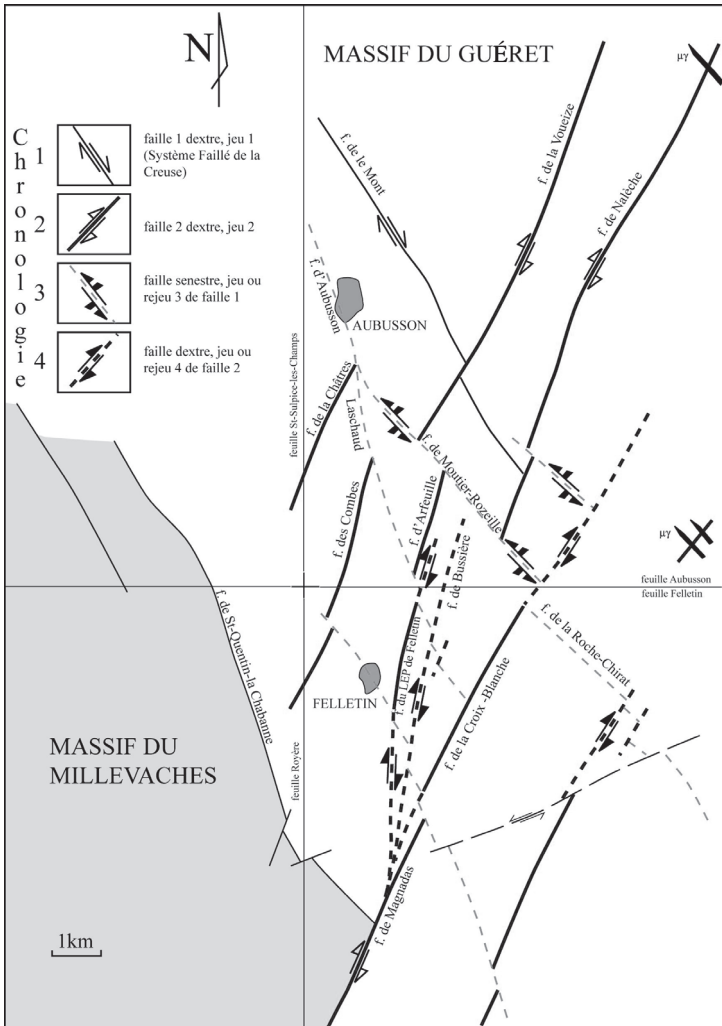 N
MASSIF DU GUÉRET
Chronologie
1
faille 1 dextre, jeu 1
(Système Faillé de la
Creuse)
2
faille 2 dextre, jeu 2
3
faille senestre, jeu ou
rejeu 3 de faille 1
4
faille dextre, jeu ou
rejeu 4 de faille 2
μγ
f. de le Mont
f. de la Voueize
f. de Nalèche
f. d'Aubusson
AUBUSSON
feuille St-Sulpice-les-Champs
f. de la Châtres
Laschaud
f. de Moutier-Rozeille
f. des Combes
f. d'Arfeuille
f. de Bussière
μγ
feuille Aubusson
feuille Felletin
f. de St-Quentin-la Chabanne
f. du LEP de Felletin
f. de la Croix -Blanche
f. de la Roche-Chirat
FELLETIN
feuille Royère
MASSIF DU
MILLEVACHES
f. de Magnadas
1km